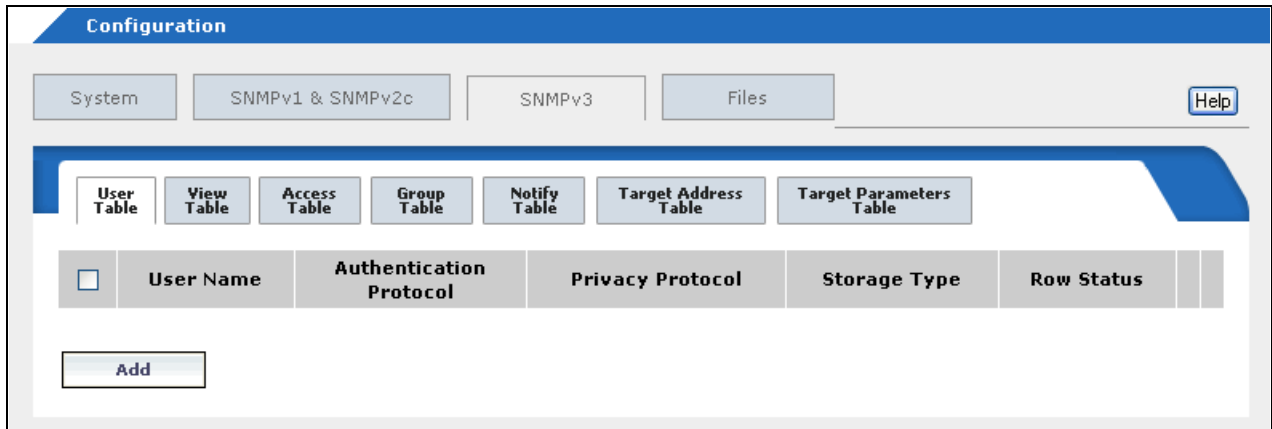 Configuration
System SNMPv1 & SNMPv2c SNMPv3 Files
Help
User Table View Table Access Table Group Table Notify Table Target Address Table Target Parameters Table
User Name Authentication Protocol Privacy Protocol Storage Type Row Status
Add